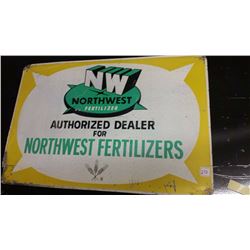 NW
NORTHWEST
FERTILIZER
AUTHORIZED DEALER
FOR
NORTHWEST FERTILIZERS